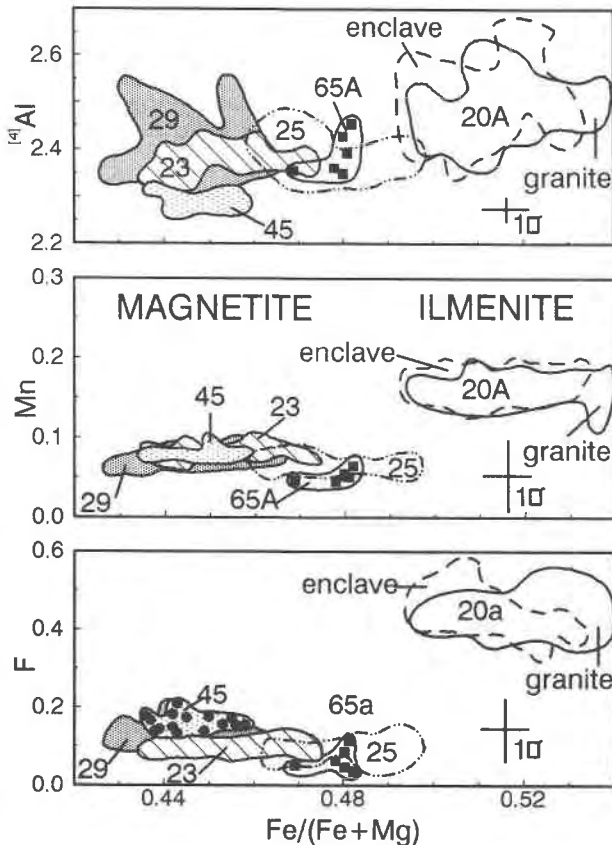 2.6
enclave
65A
[4]Al
29
25
20A
2.4
23
granite
45
1σ
2.2
0.3
MAGNETITE ILMENITE
0.2
enclave
20A
Mn
45
23
0.1
granite
25
29
65A
1σ
0.0
0.6
enclave
20a
0.4
F
granite
45
65a
0.2
25
1σ
29
23
0.0
0.44 0.48 0.52
Fe/(Fe+Mg)